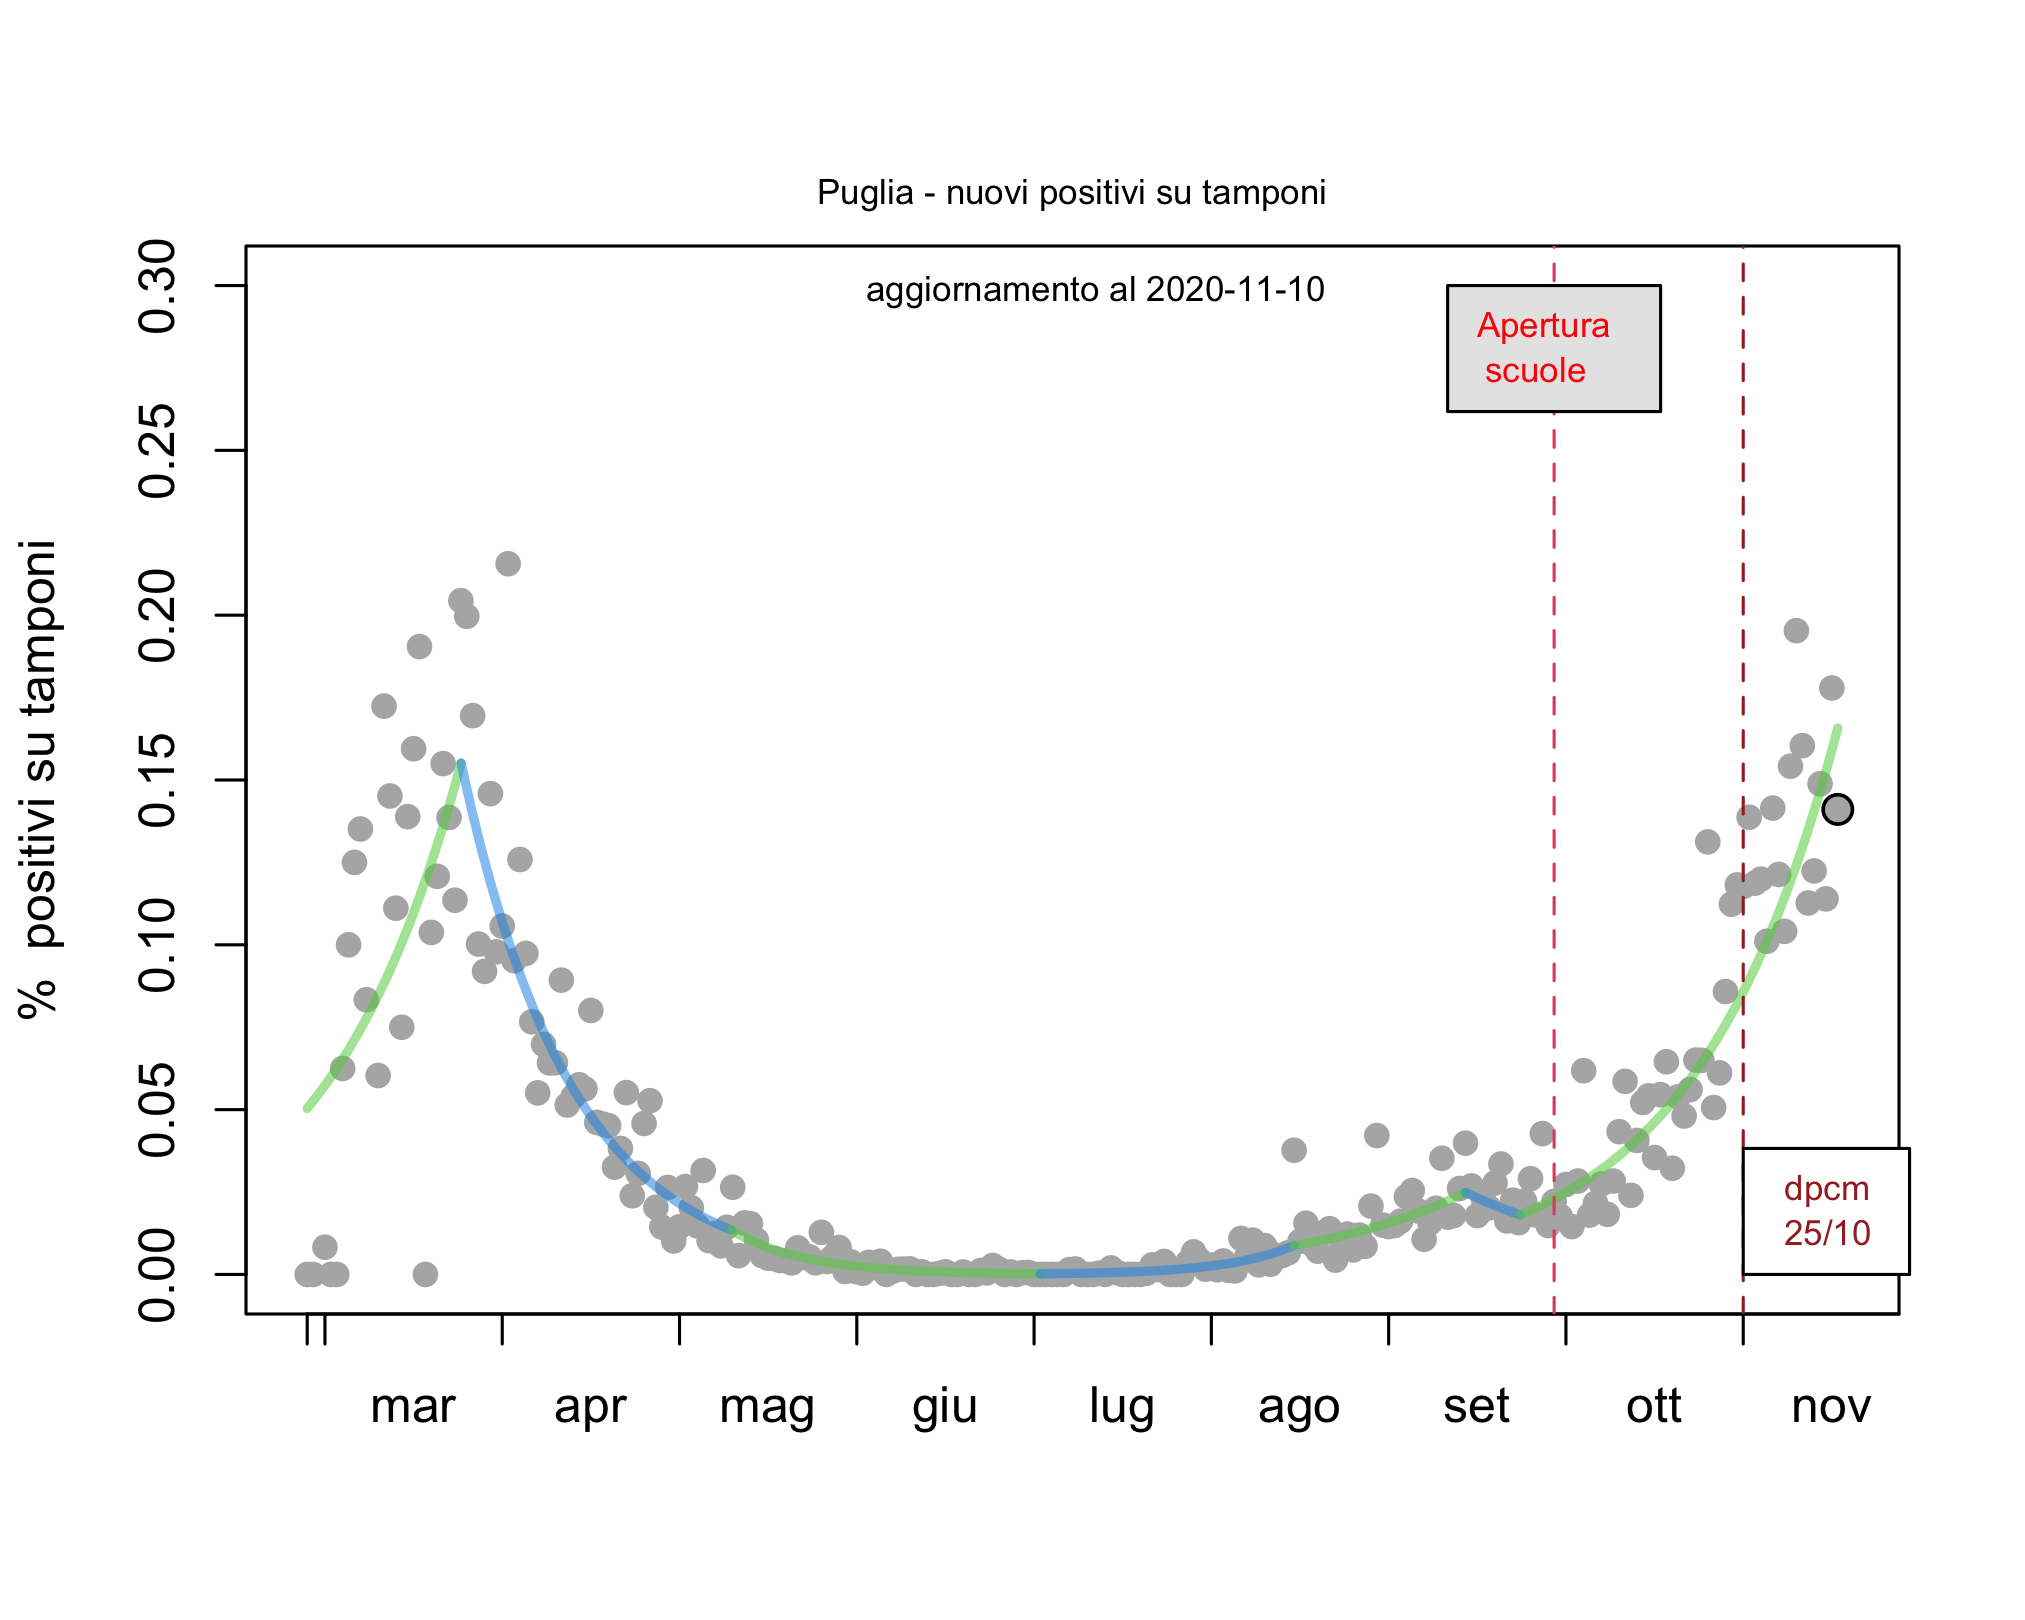 Puglia - nuovi positivi su tamponi
aggiornamento al 2020-11-10
Apertura
scuole
dpcm
25/10
% positivi su tamponi
0.30
0.25
0.20
0.15
0.10
0.05
0.00
mar apr mag giu lug ago set ott nov